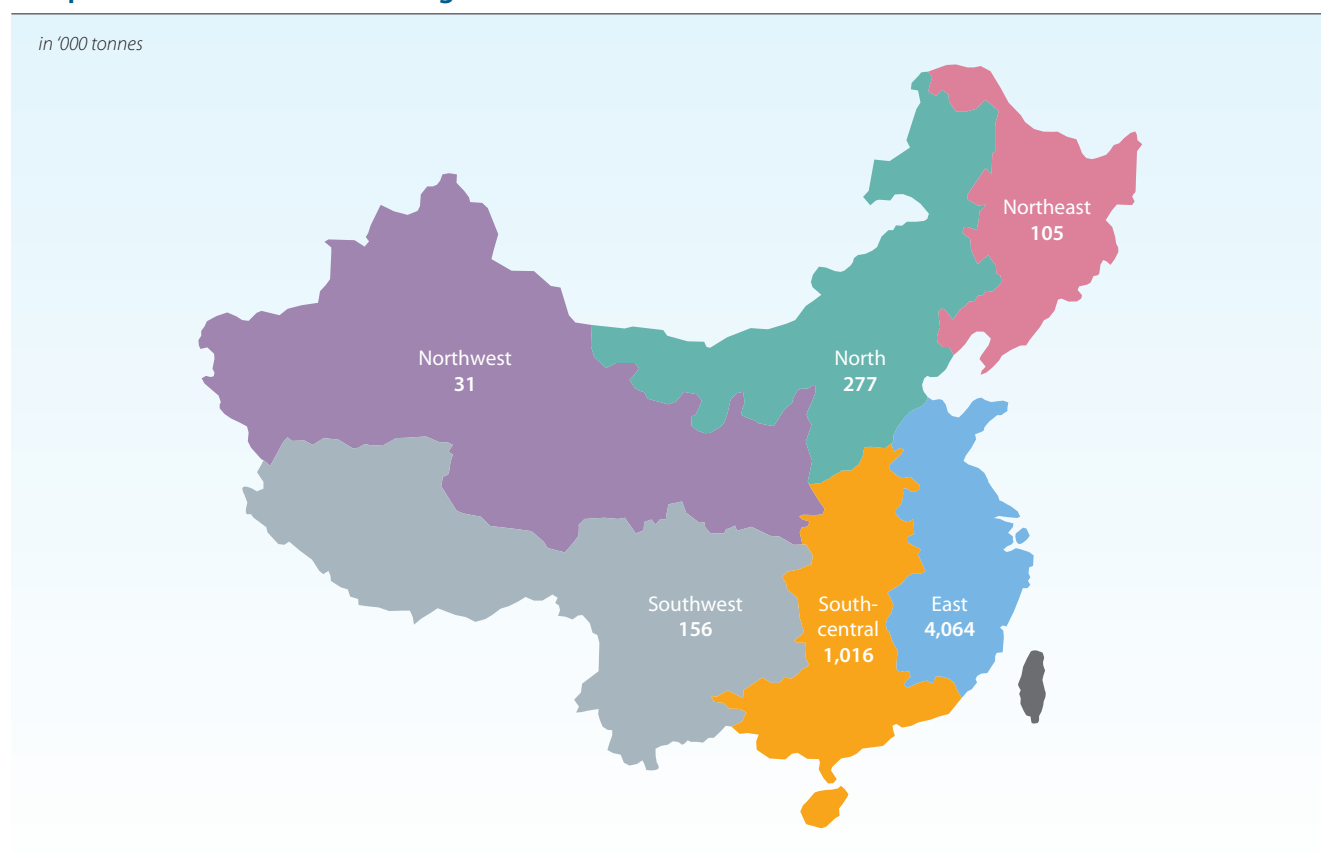 in ‘000 tonnes
Northeast
105
Northwest
31
North
277
Southwest
156
South-
central
1,016
East
4,064